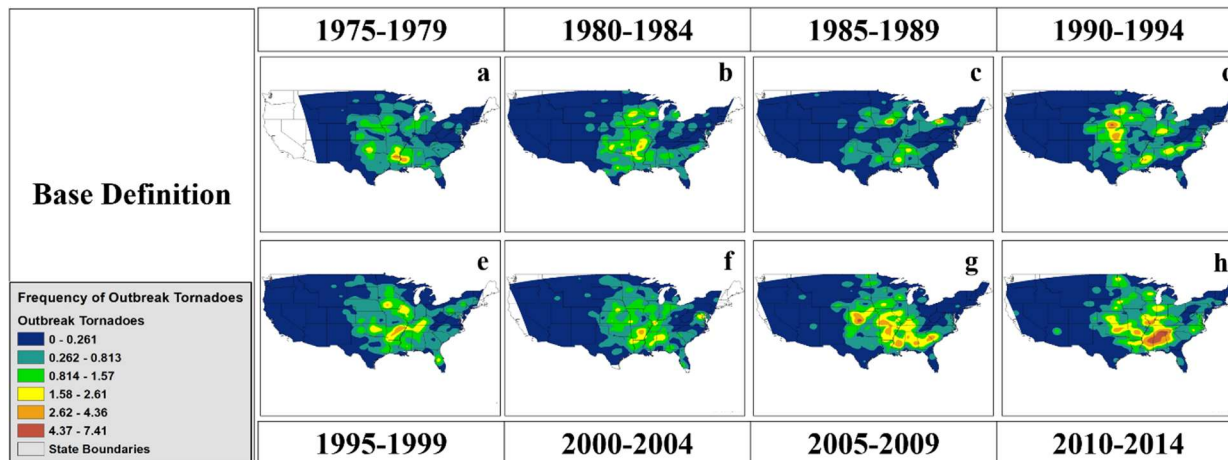 1975-1979
1980-1984
1985-1989
1990-1994
a
b
c
d
Base Definition
e
f
g
h
Frequency of Outbreak Tornadoes
Outbreak Tornadoes
0 - 0.261
0.262 - 0.813
0.814 - 1.57
1.58 - 2.61
2.62 - 4.36
4.37 - 7.41
State Boundaries
1995-1999
2000-2004
2005-2009
2010-2014